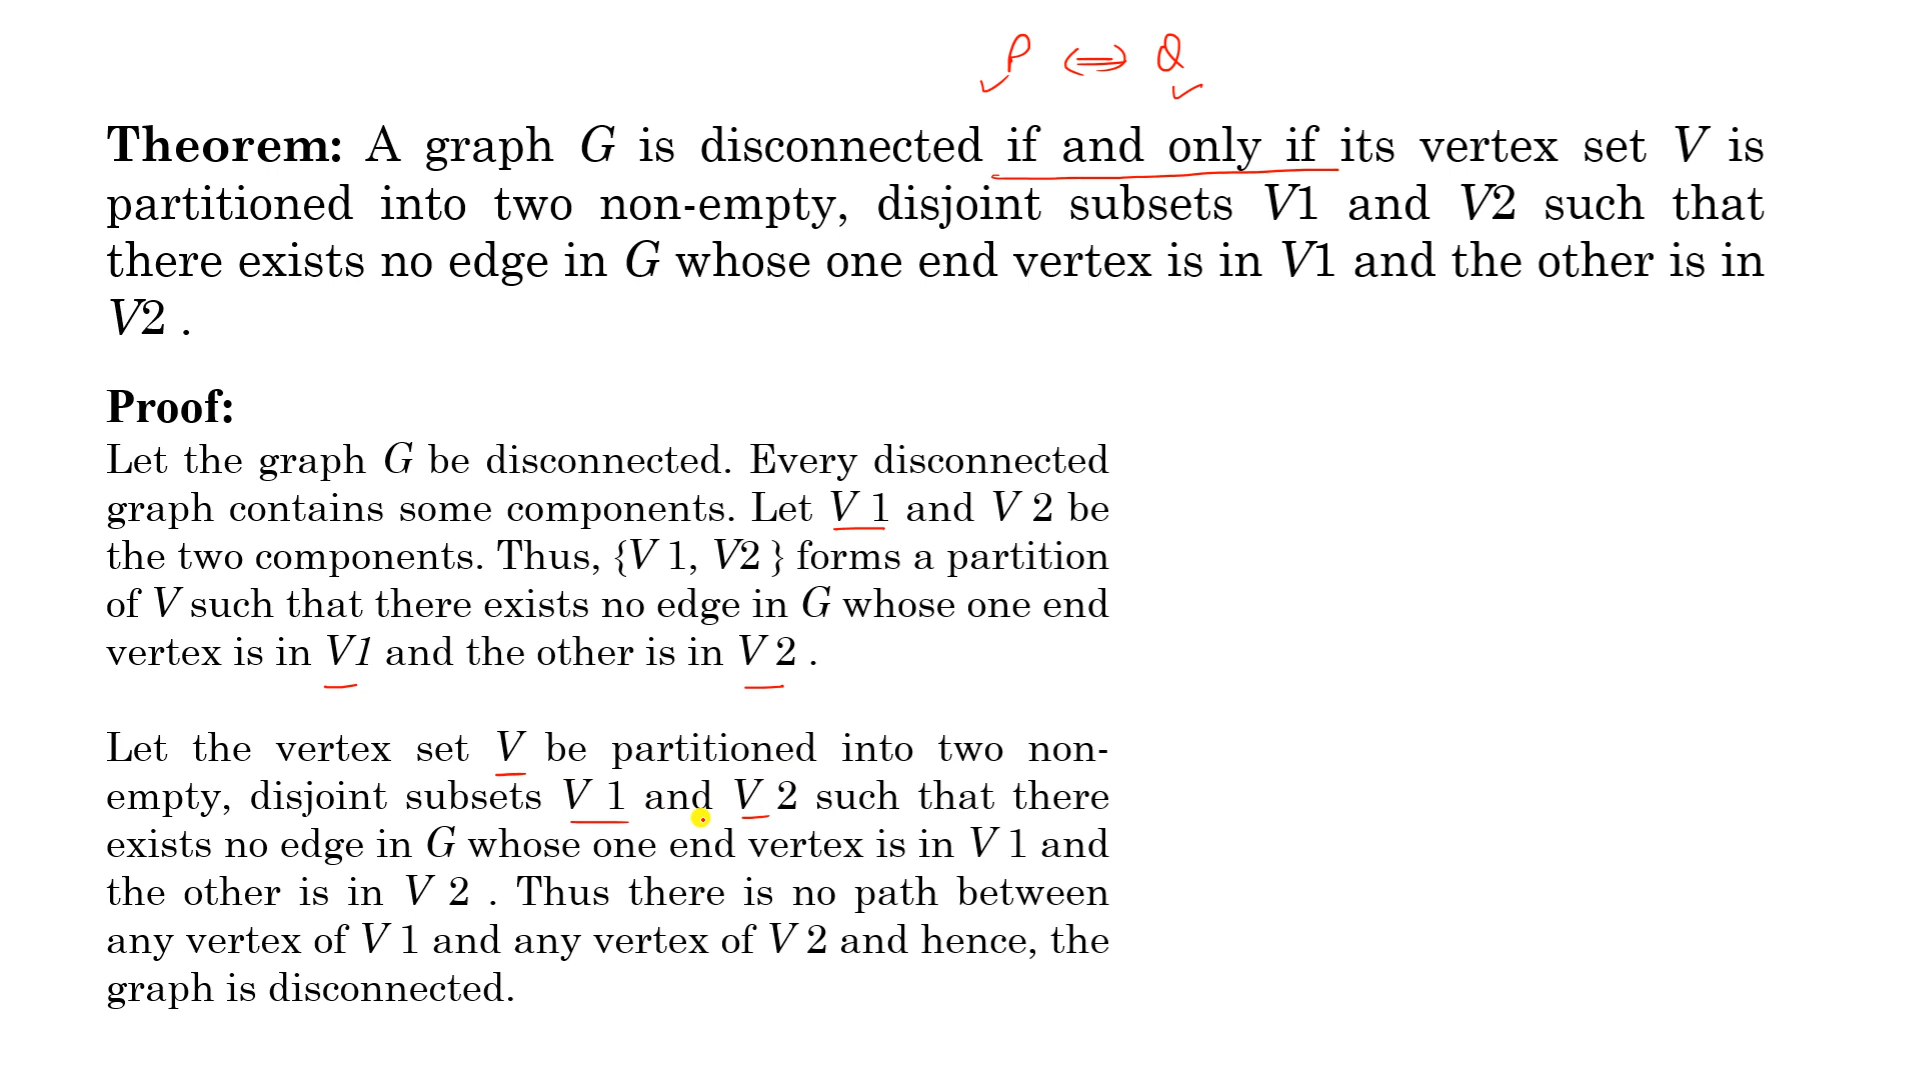 P ⟺ Q
Theorem: A graph G is disconnected if and only if its vertex set V is
partitioned into two non-empty, disjoint subsets V1 and V2 such that
there exists no edge in G whose one end vertex is in V1 and the other is in
V2 .
Proof:
Let the graph G be disconnected. Every disconnected
graph contains some components. Let V 1 and V 2 be
the two components. Thus, {V 1, V2 } forms a partition
of V such that there exists no edge in G whose one end
vertex is in V1 and the other is in V 2 .
Let the vertex set V be partitioned into two non-
empty, disjoint subsets V 1 and V 2 such that there
exists no edge in G whose one end vertex is in V 1 and
the other is in V 2 . Thus there is no path between
any vertex of V 1 and any vertex of V 2 and hence, the
graph is disconnected.